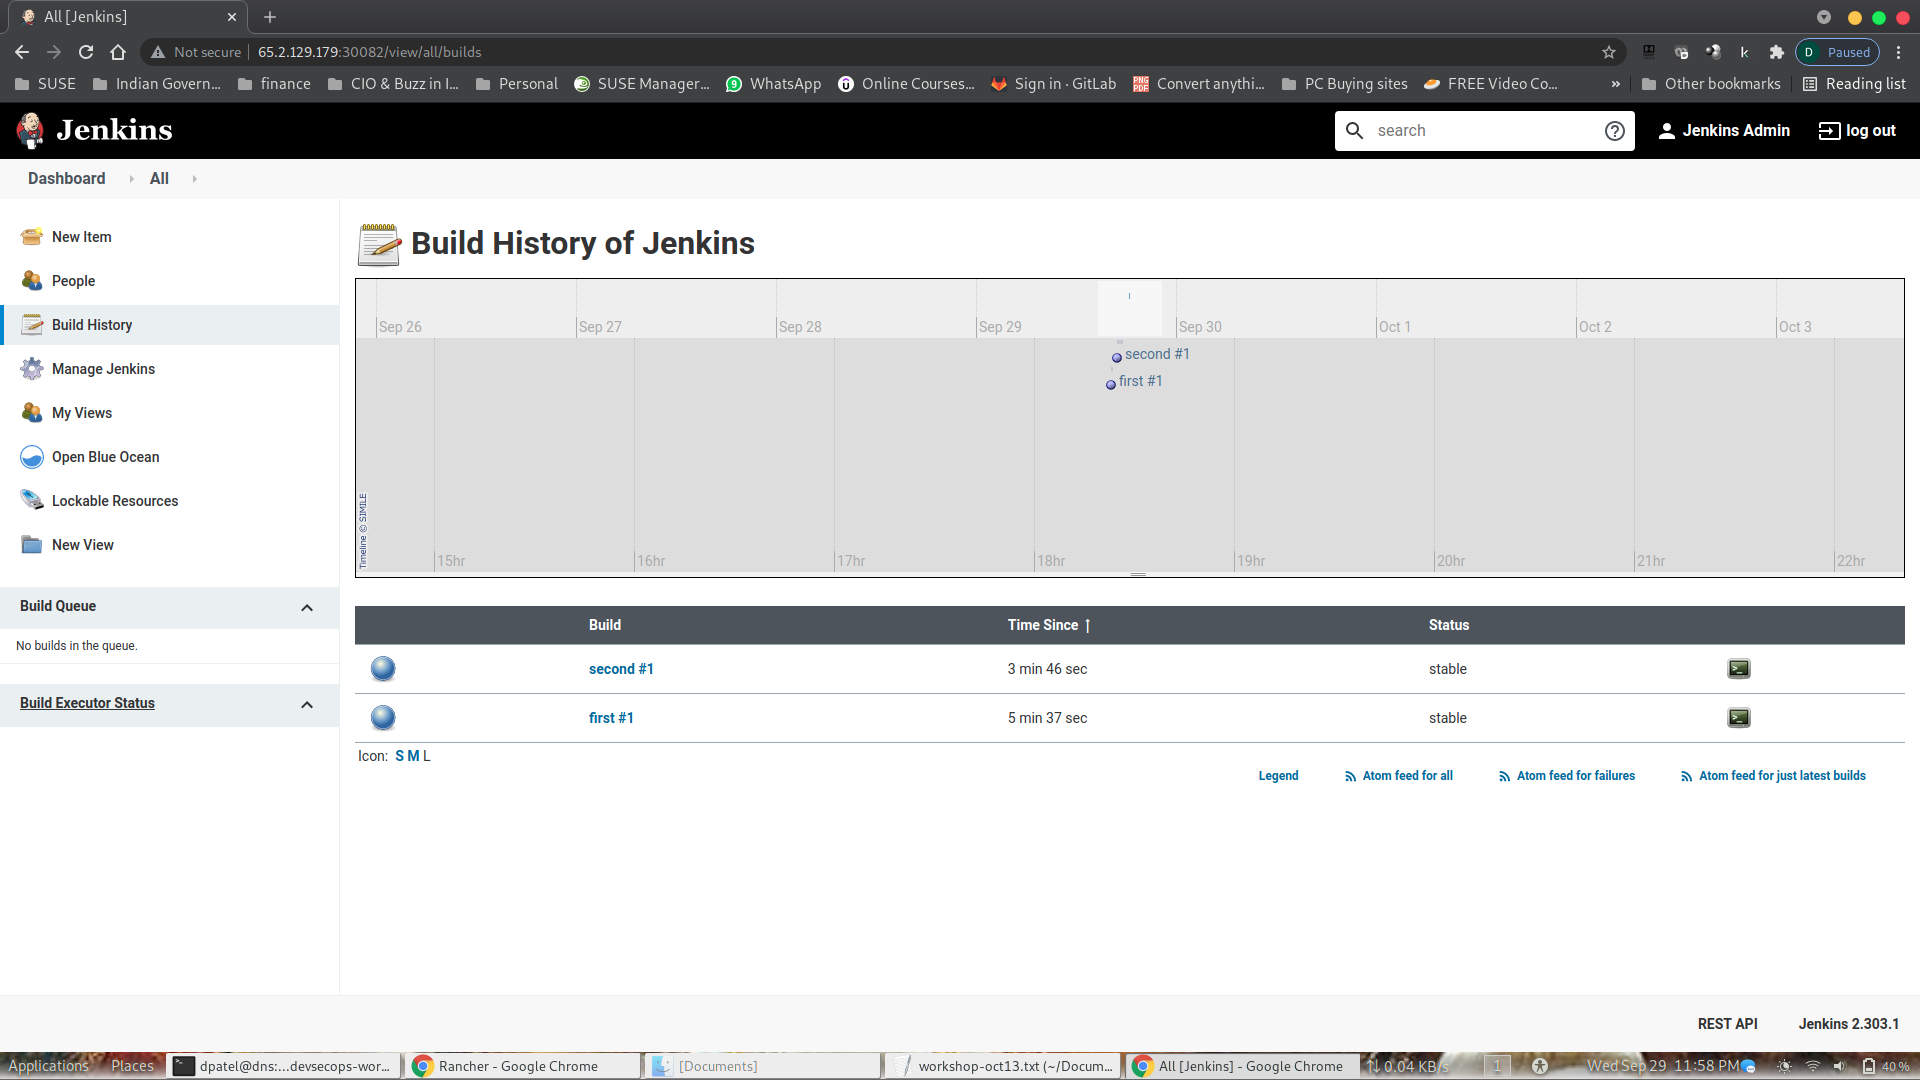 All [Jenkins]
Not secure 65.2.129.179:30082/view/all/builds
D Paused
SUSE Indian Govern... finance CIO & Buzz in I... Personal SUSE Manager... WhatsApp Online Courses... Sign in · GitLab Convert anythi... PC Buying sites FREE Video Co... » Other bookmarks Reading list
Jenkins search Jenkins Admin log out
Dashboard All
New Item
People
Build History
Manage Jenkins
My Views
Open Blue Ocean
Lockable Resources
New View
Build Queue
No builds in the queue.
Build Executor Status
Build History of Jenkins
Sep 26 Sep 27 Sep 28 Sep 29 Sep 30 Oct 1 Oct 2 Oct 3
second #1
first #1
Timeline © SIMILE
15hr 16hr 17hr 18hr 19hr 20hr 21hr 22hr
Build Time Since ↑ Status
second #1 3 min 46 sec stable
first #1 5 min 37 sec stable
Icon: S M L
Legend Atom feed for all Atom feed for failures Atom feed for just latest builds
REST API Jenkins 2.303.1
Applications Places dpatel@dns:...devsecops-wor... Rancher - Google Chrome [Documents] workshop-oct13.txt (~/Docum... All [Jenkins] - Google Chrome 0.04 KB/s 1 Wed Sep 29 11:58 PM 40 %